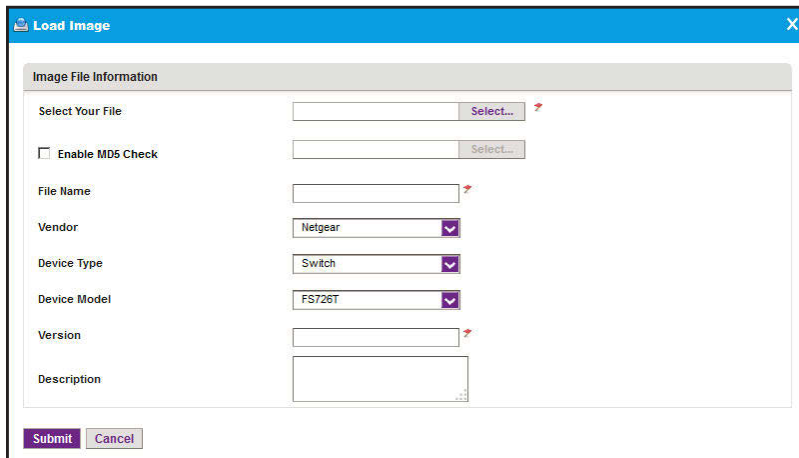 Load Image
X
Image File Information
Select Your File
Select...
Enable MD5 Check
Select...
File Name
Vendor
Netgear
Device Type
Switch
Device Model
FS726T
Version
Description
Submit
Cancel